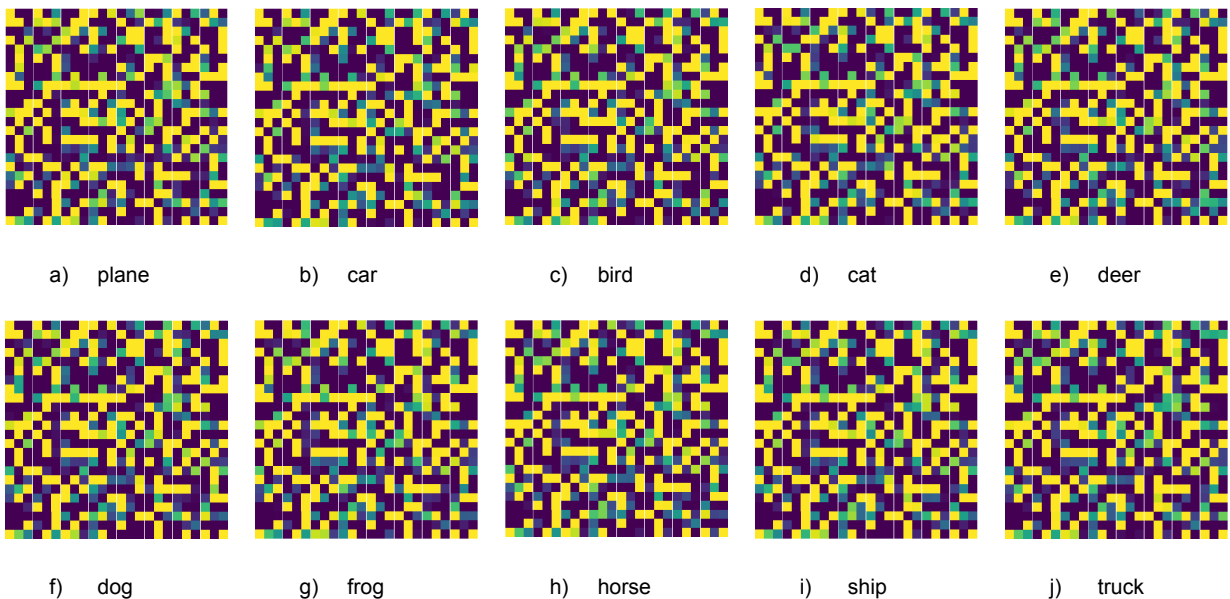 a) plane
b) car
c) bird
d) cat
e) deer
f) dog
g) frog
h) horse
i) ship
j) truck